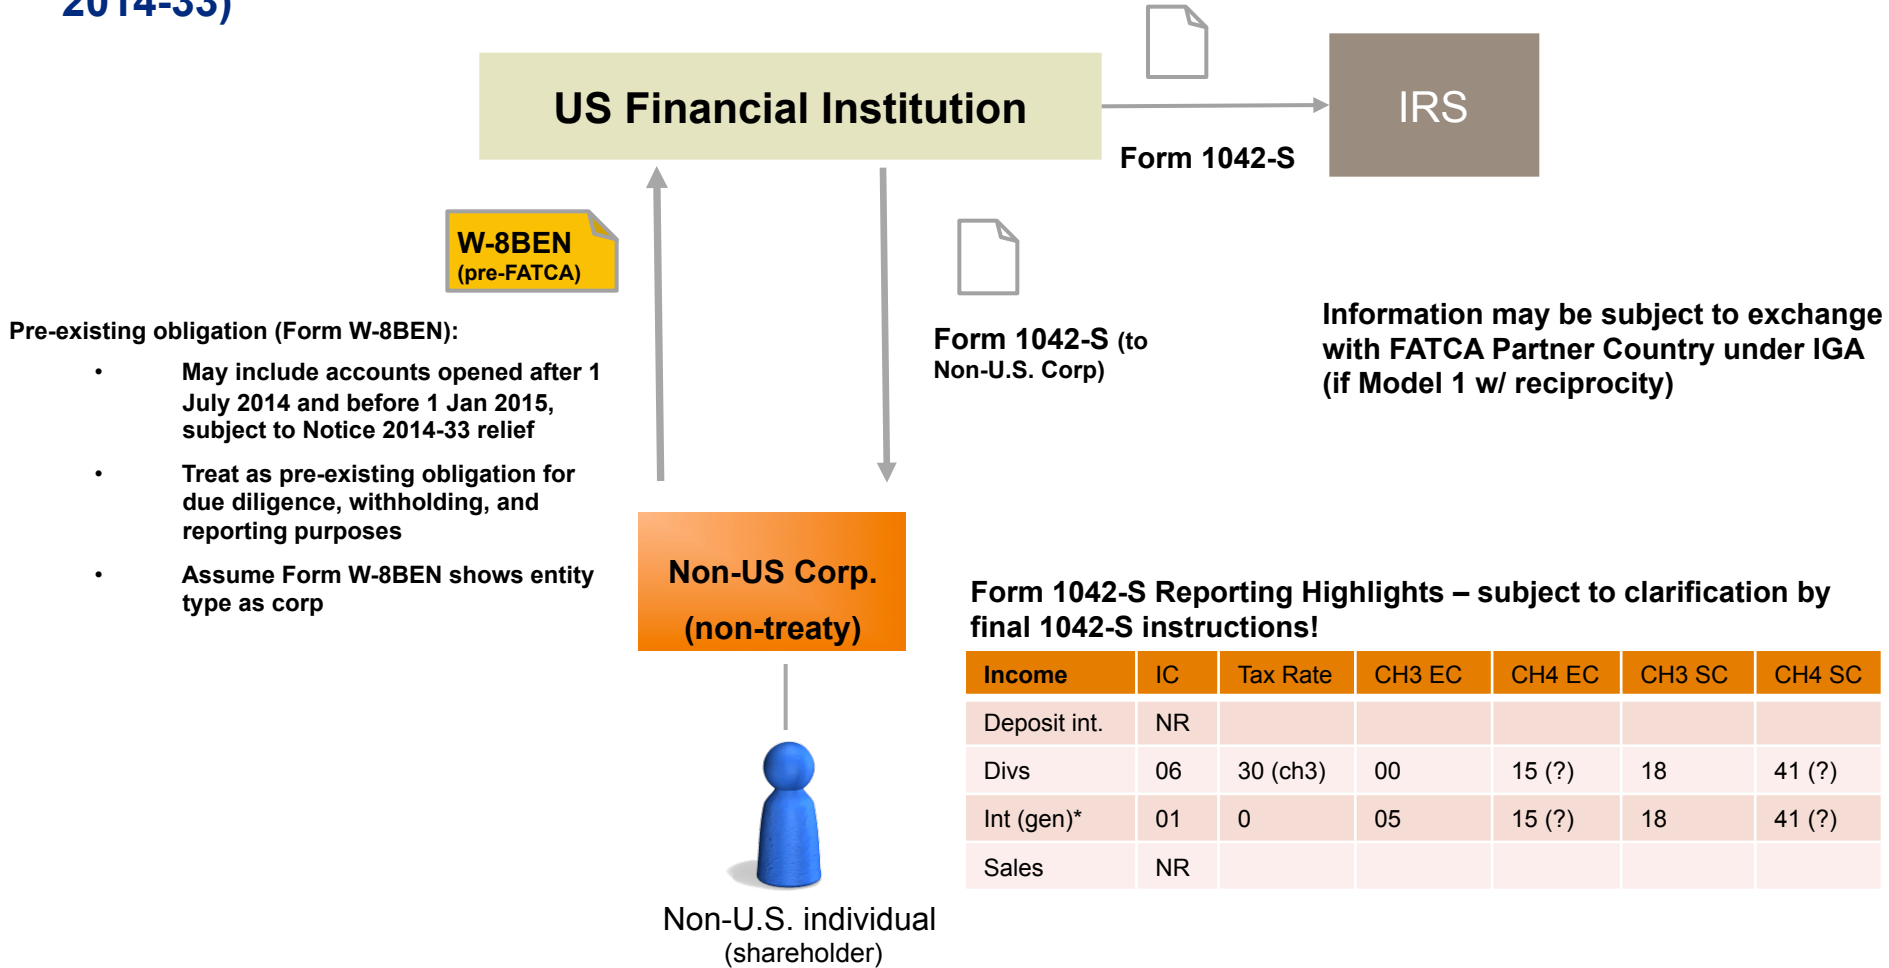 2014-33)
US Financial Institution
IRS
Form 1042-S
W-8BEN
(pre-FATCA)
Pre-existing obligation (Form W-8BEN):
• May include accounts opened after 1
July 2014 and before 1 Jan 2015,
subject to Notice 2014-33 relief
• Treat as pre-existing obligation for
due diligence, withholding, and
reporting purposes
• Assume Form W-8BEN shows entity
type as corp
Form 1042-S (to
Non-U.S. Corp)
Information may be subject to exchange
with FATCA Partner Country under IGA
(if Model 1 w/ reciprocity)
Non-US Corp.
(non-treaty)
Non-U.S. individual
(shareholder)
Form 1042-S Reporting Highlights – subject to clarification by
final 1042-S instructions!
Income IC Tax Rate CH3 EC CH4 EC CH3 SC CH4 SC
Deposit int. NR
Divs 06 30 (ch3) 00 15 (?) 18 41 (?)
Int (gen)* 01 0 05 15 (?) 18 41 (?)
Sales NR